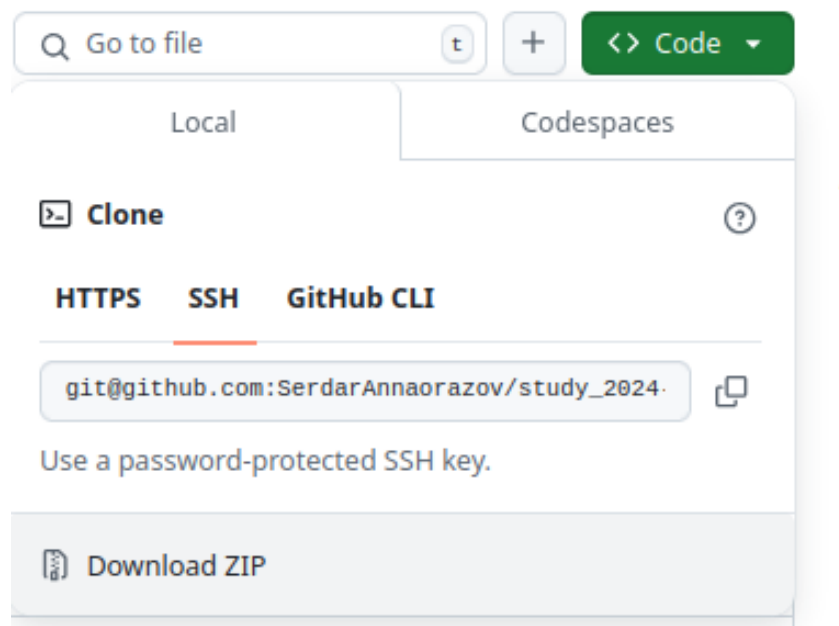 Go to file t + <> Code
Local Codespaces
Clone
HTTPS SSH GitHub CLI
git@github.com:SerdarAnnaorazov/study_2024-
Use a password-protected SSH key.
Download ZIP